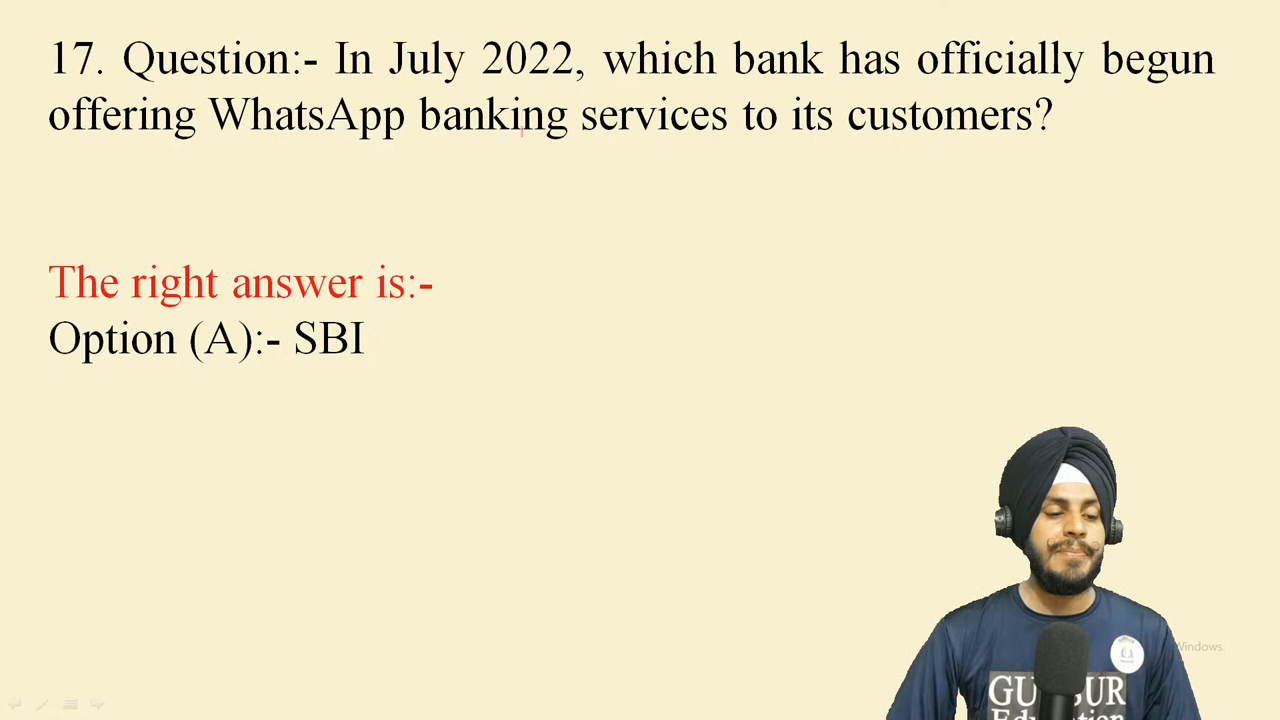 17. Question:- In July 2022, which bank has officially begun
offering WhatsApp banking services to its customers?
The right answer is:-
Option (A):- SBI
Windows.